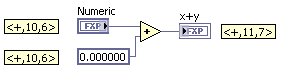 <+,10,6>
Numeric
FXP
+
x+y
FXP
<+,11,7>
<+,10,6>
0.000000